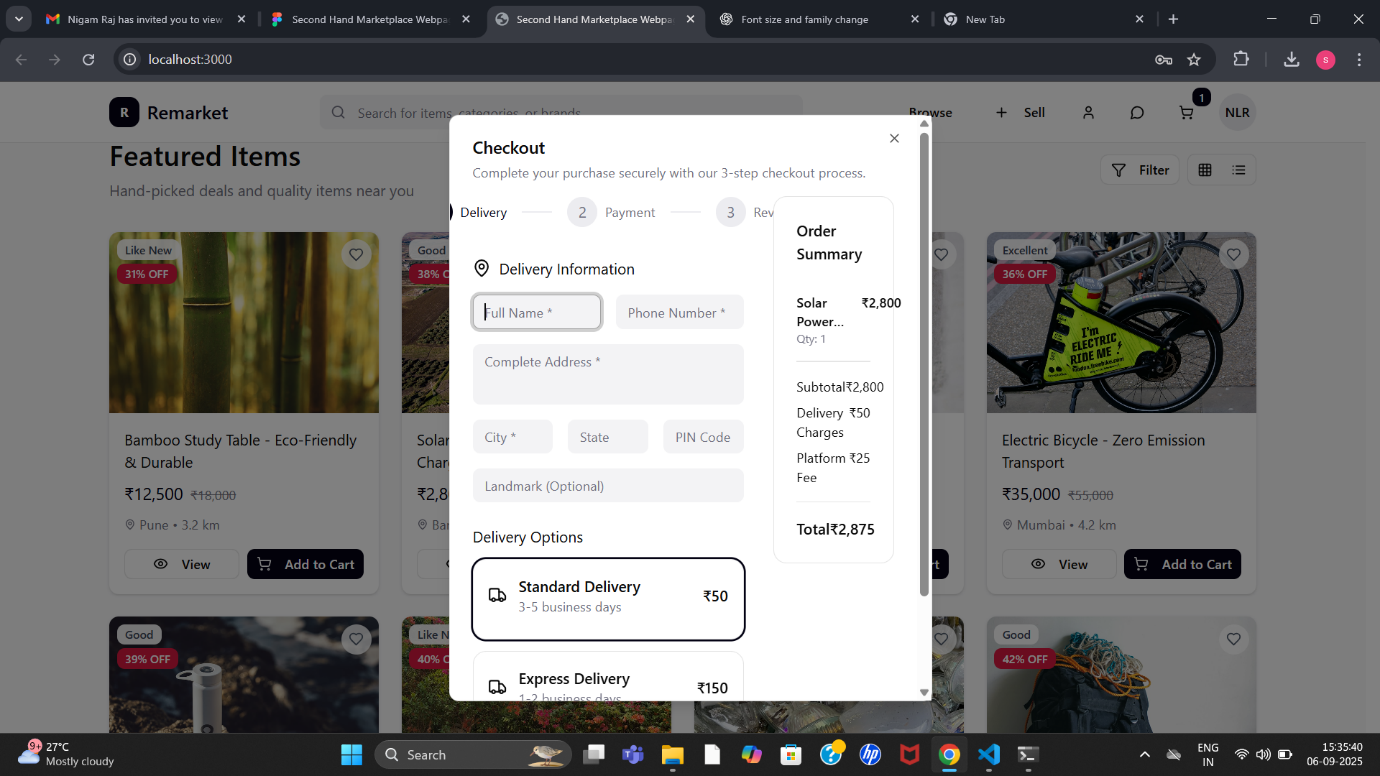 Nigam Raj has invited you to view
Second Hand Marketplace Webpa
Second Hand Marketplace Webpa
Font size and family change
New Tab
localhost:3000
S
R Remarket
Search for items, categories, or brands
Browse
Sell
1
NLR
Featured Items
Hand-picked deals and quality items near you
Filter
Checkout
Complete your purchase securely with our 3-step checkout process.
Delivery
2 Payment
3 Rev
Delivery Information
Full Name *
Phone Number *
Complete Address *
City *
State
PIN Code
Landmark (Optional)
Delivery Options
Standard Delivery
3-5 business days
₹50
Express Delivery
1-2 business days
₹150
Order
Summary
Solar ₹2,800
Power...
Qty: 1
Subtotal₹2,800
Delivery ₹50
Charges
Platform ₹25
Fee
Total₹2,875
Like New
31% OFF
Bamboo Study Table - Eco-Friendly
& Durable
₹12,500 ₹18,000
Pune • 3.2 km
View
Add to Cart
Good
38% O
Solar
Char
₹2,8
Ban
Excellent
36% OFF
I'm
ELECTRIC
RIDE ME!
Electric Bicycle - Zero Emission
Transport
₹35,000 ₹55,000
Mumbai • 4.2 km
View
Add to Cart
Good
39% OFF
Like N
40% O
Good
42% OFF
9+
27°C
Mostly cloudy
Search
ENG
IN
15:35:40
06-09-2025